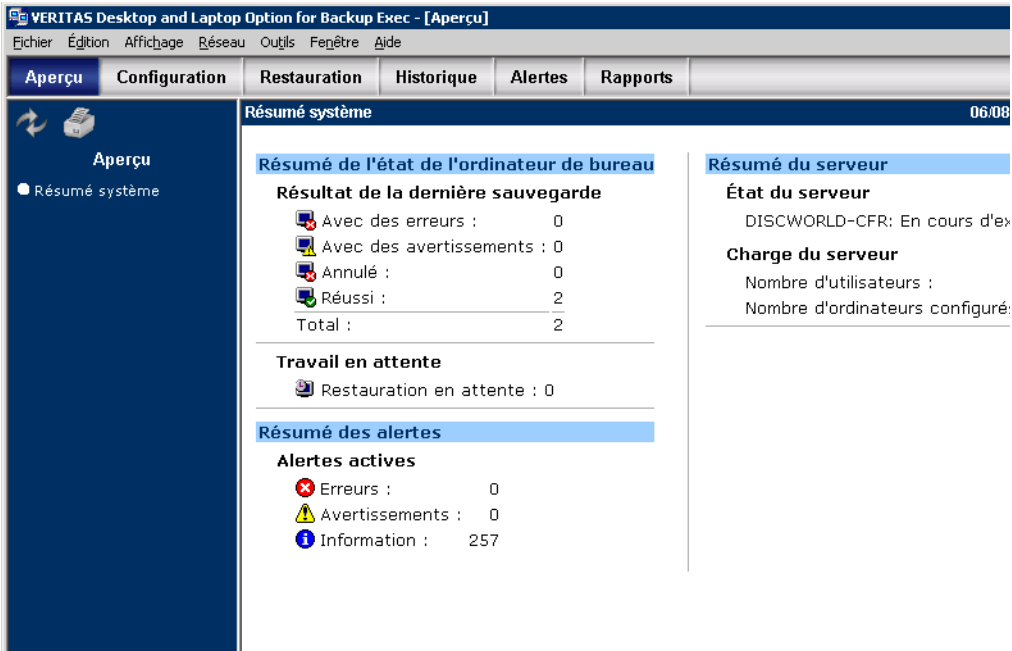 VERITAS Desktop and Laptop Option for Backup Exec - [Aperçu]
Fichier Édition Affichage Réseau Outils Fenêtre Aide
Aperçu Configuration Restauration Historique Alertes Rapports
Aperçu
Résumé système
Résumé système 06/08
Résumé de l'état de l'ordinateur de bureau
Résultat de la dernière sauvegarde
Avec des erreurs : 0
Avec des avertissements : 0
Annulé : 0
Réussi : 2
Total : 2
Travail en attente
Restauration en attente : 0
Résumé des alertes
Alertes actives
Erreurs : 0
Avertissements : 0
Information : 257
Résumé du serveur
État du serveur
DISCWORLD-CFR: En cours d'ex
Charge du serveur
Nombre d'utilisateurs :
Nombre d'ordinateurs configurés